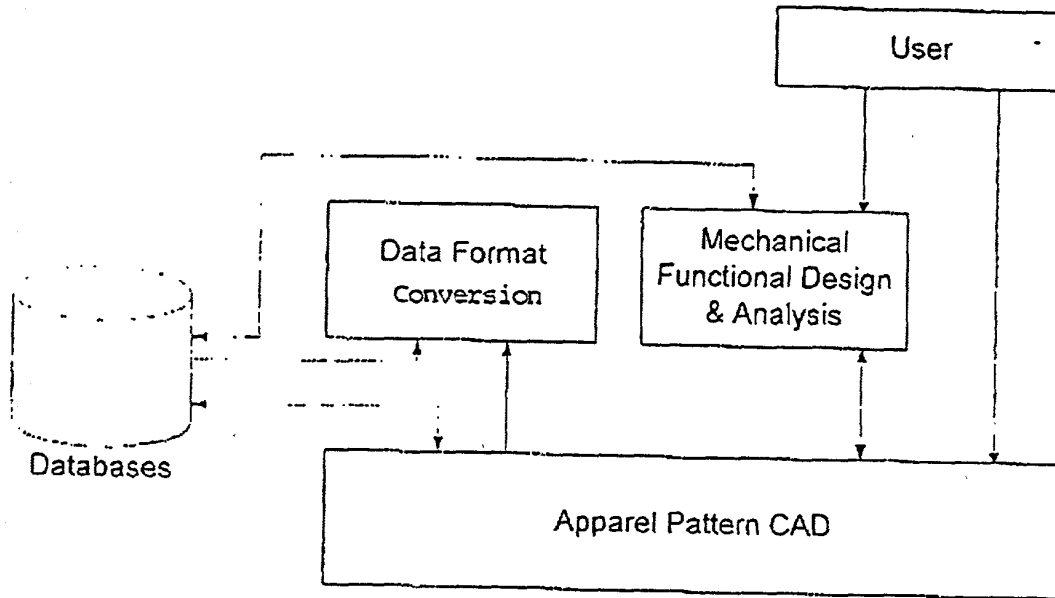 User
Data Format
Conversion
Mechanical
Functional Design
& Analysis
Databases
Apparel Pattern CAD